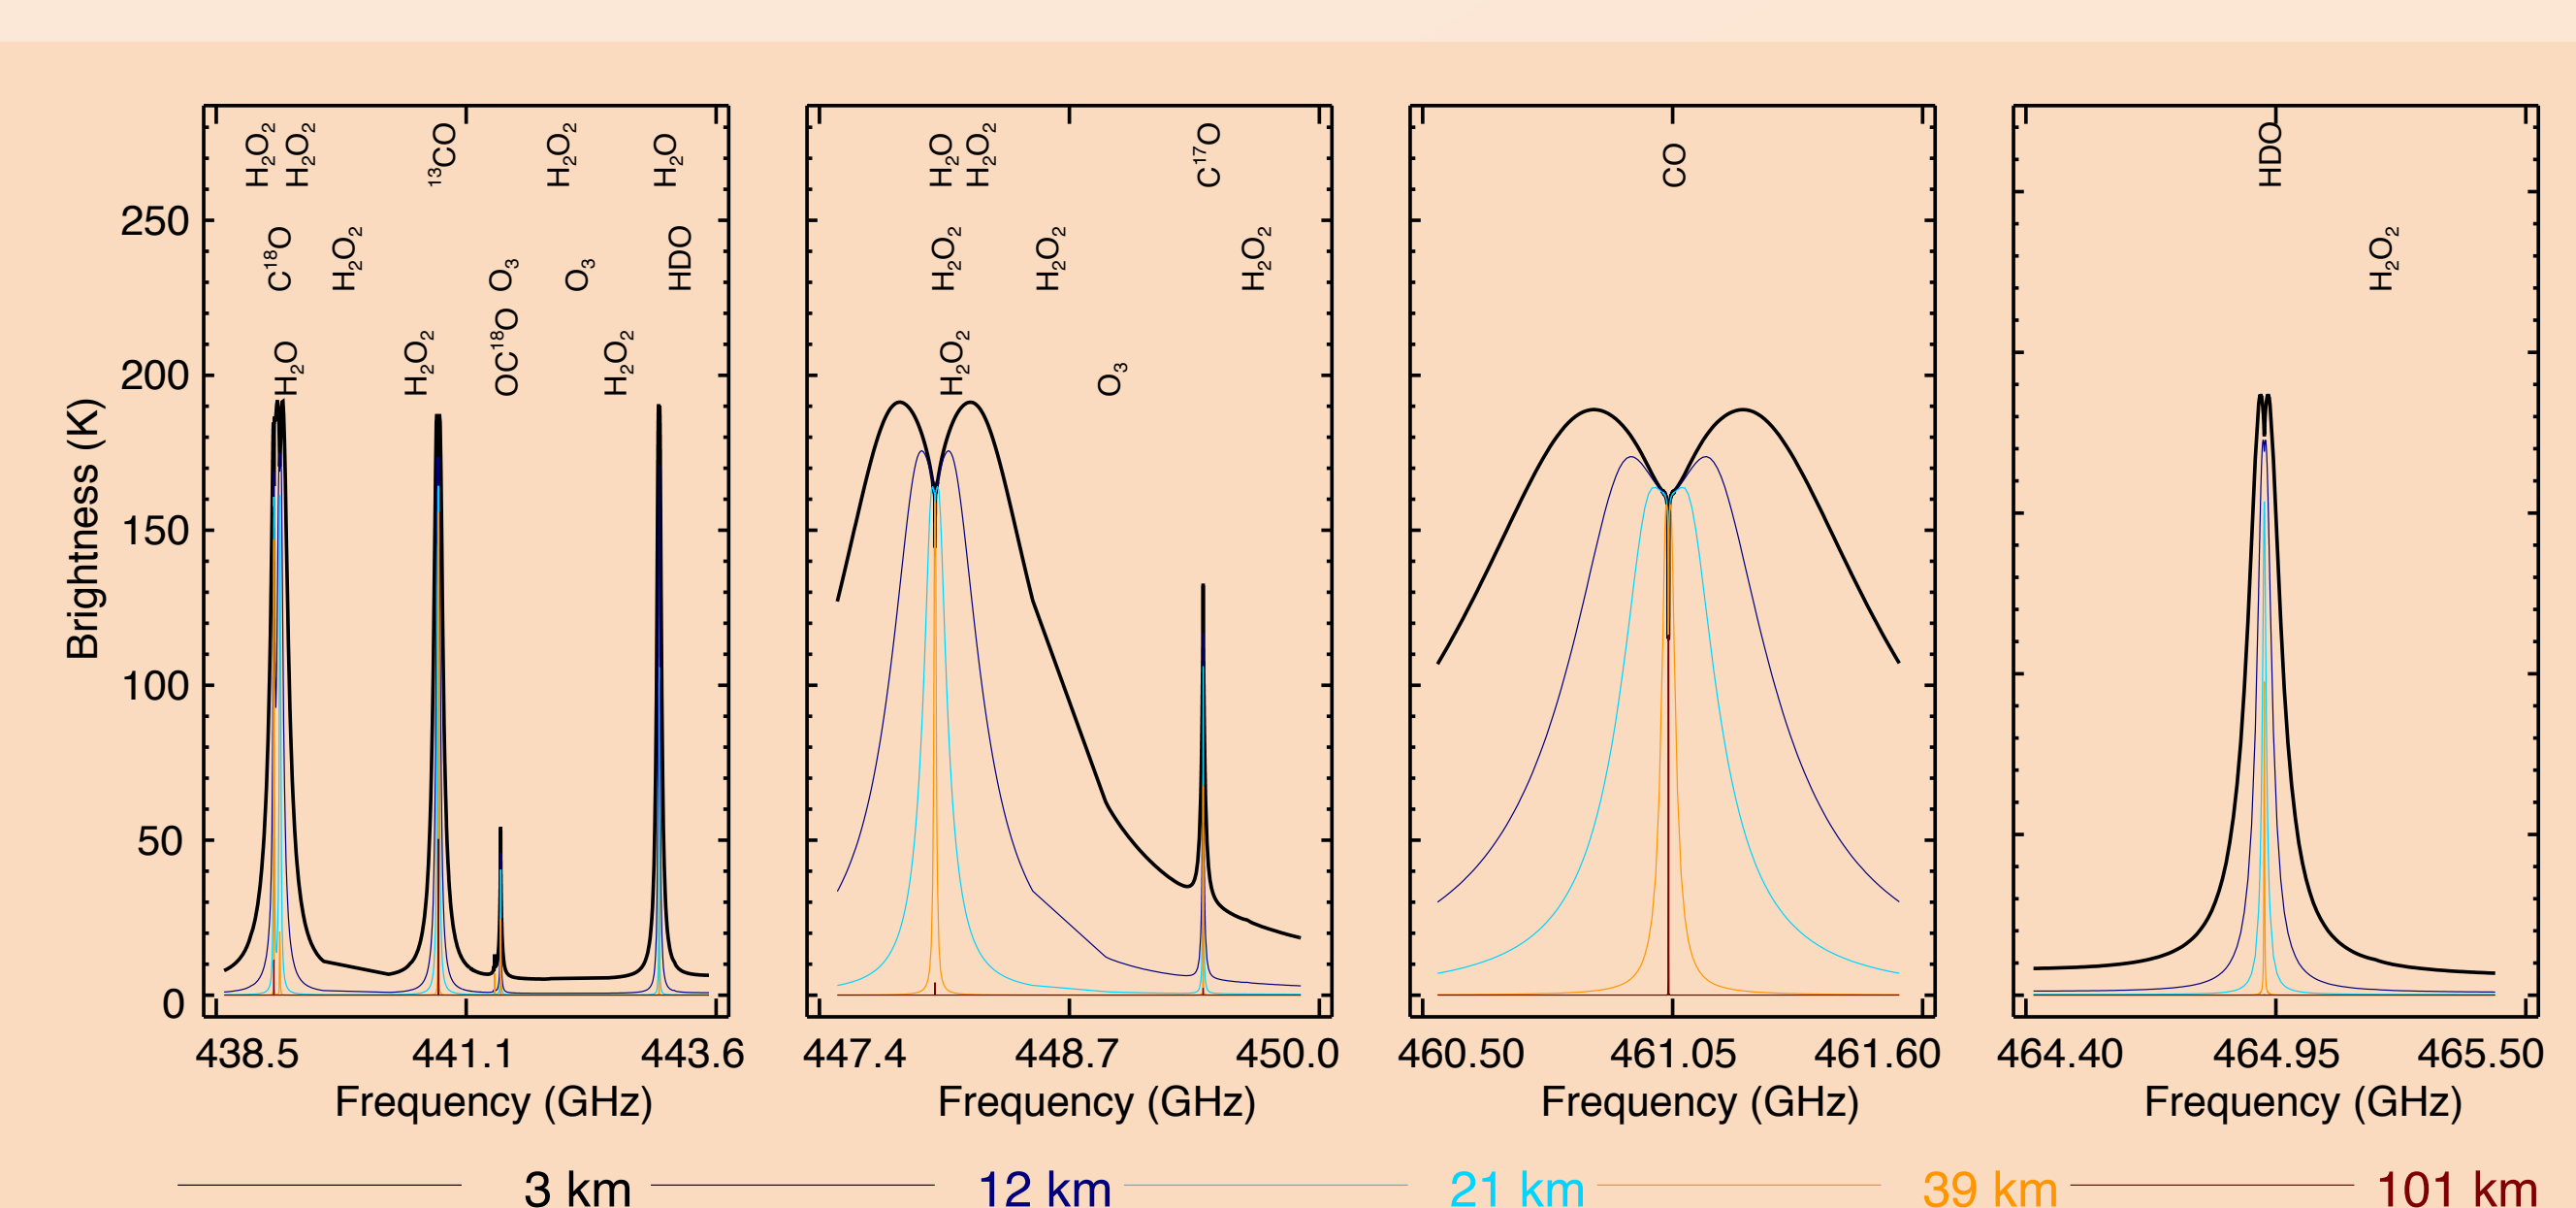 H₂O₂ H₂O₂ ¹³CO H₂O₂ H₂O
C¹⁸O H₂O₂ O₃ O₃ HDO
H₂O H₂O₂ OC¹⁸O H₂O₂
H₂O H₂O₂ C¹⁷O
H₂O₂ H₂O₂ H₂O₂
H₂O₂ O₃
CO
HDO
H₂O₂
Brightness (K)
250
200
150
100
50
0
438.5 441.1 443.6 447.4 448.7 450.0 460.50 461.05 461.60 464.40 464.95 465.50
Frequency (GHz) Frequency (GHz) Frequency (GHz) Frequency (GHz)
3 km 12 km 21 km 39 km 101 km